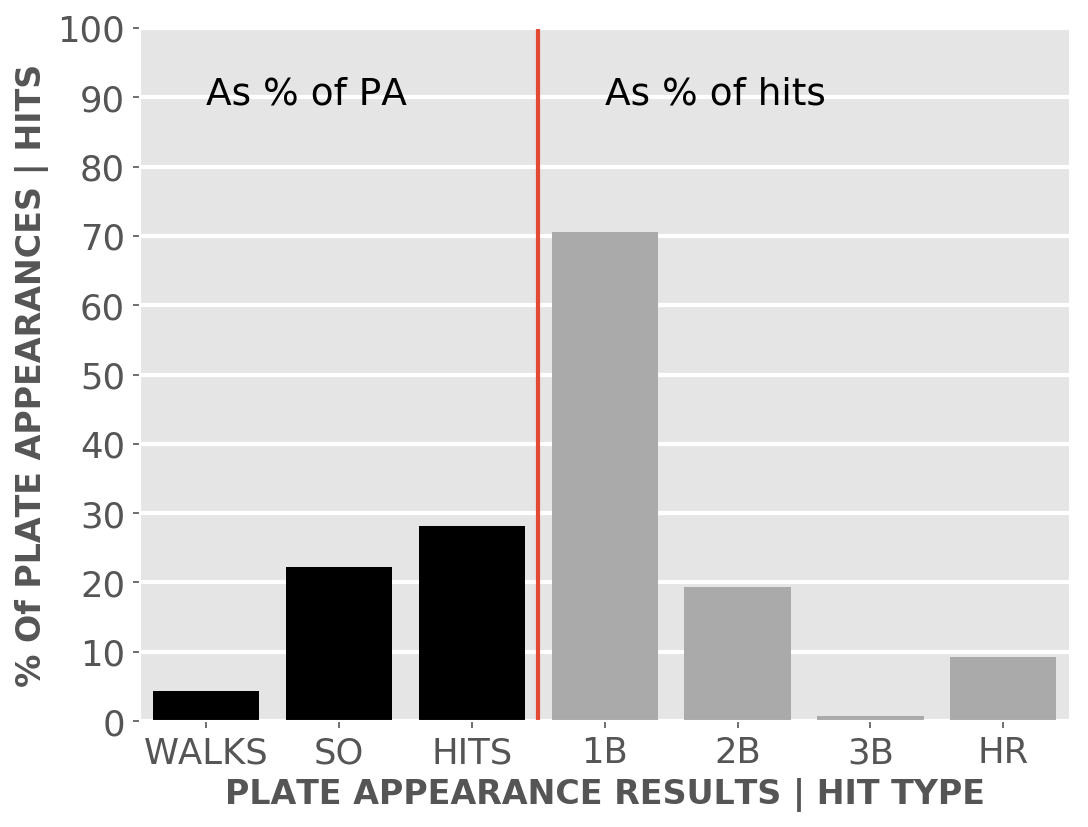 % Of PLATE APPEARANCES | HITS
100
90
80
70
60
50
40
30
20
10
0
As % of PA
As % of hits
WALKS SO HITS 1B 2B 3B HR
PLATE APPEARANCE RESULTS | HIT TYPE